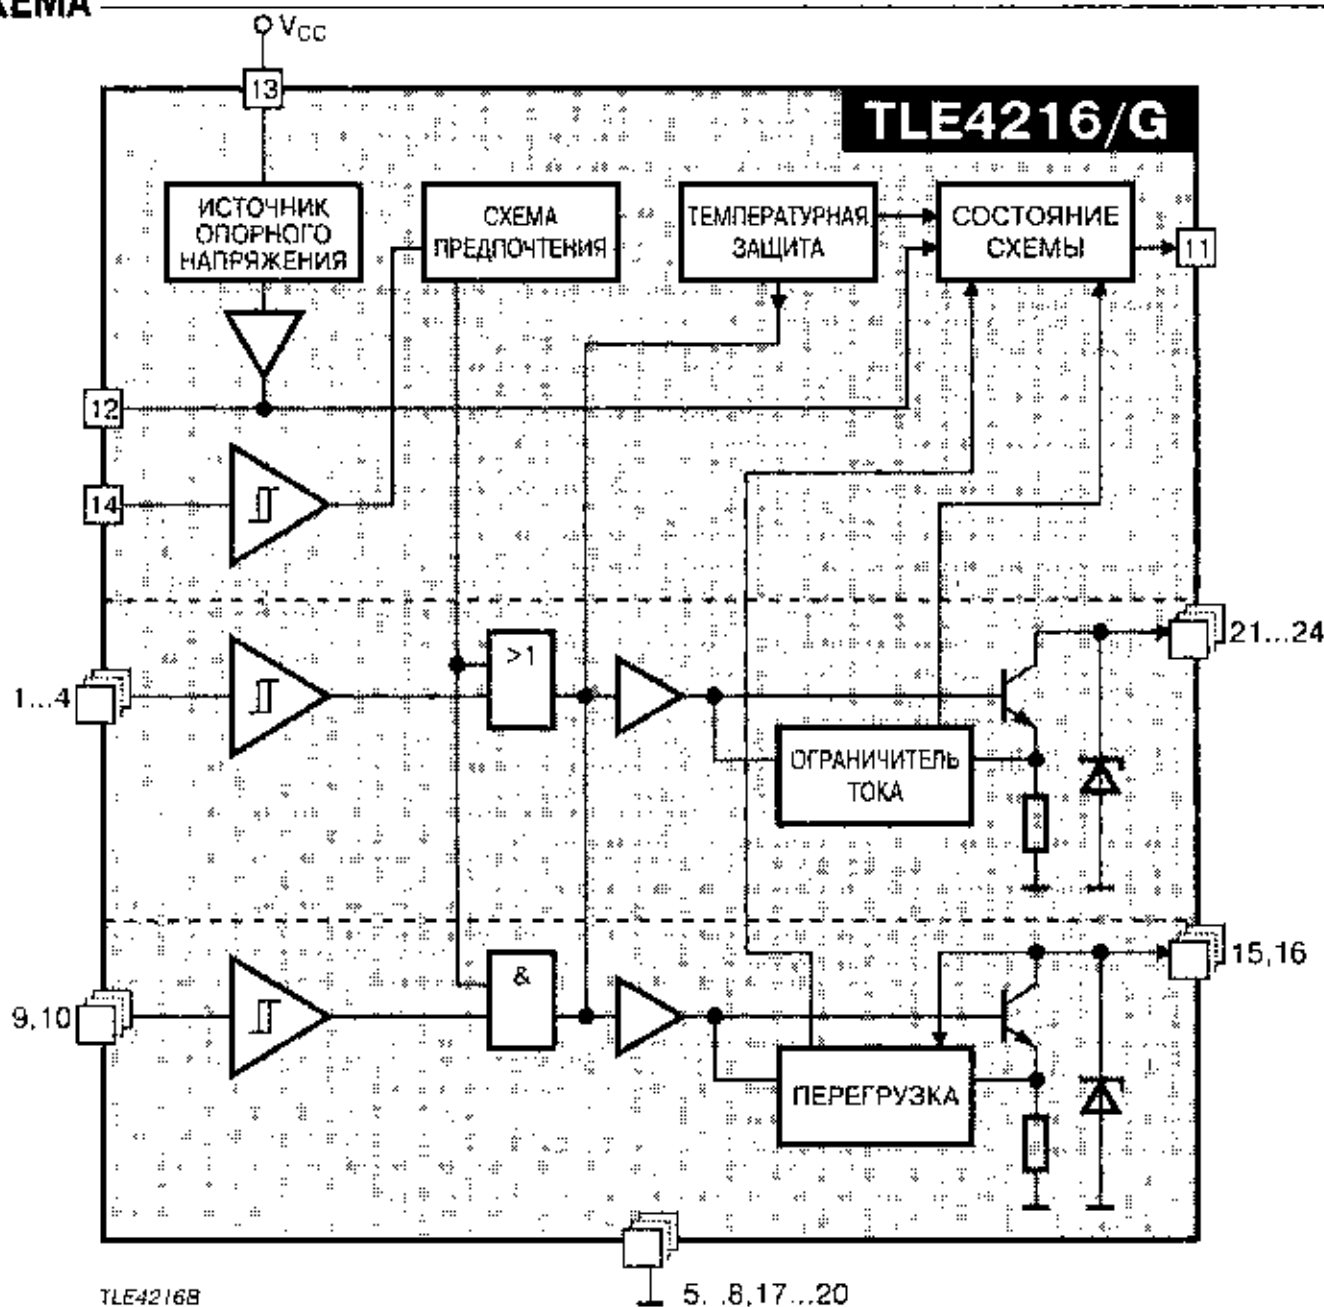 ХЕМА
VCC
13
TLE4216/G
ИСТОЧНИК
ОПОРНОГО
НАПРЯЖЕНИЯ
СХЕМА
ПРЕДПОЧТЕНИЯ
ТЕМПЕРАТУРНАЯ
ЗАЩИТА
СОСТОЯНИЕ
СХЕМЫ
11
12
14
21...24
>1
1...4
ОГРАНИЧИТЕЛЬ
ТОКА
15,16
&
9,10
ПЕРЕГРУЗКА
TLE4216B
5...8,17...20